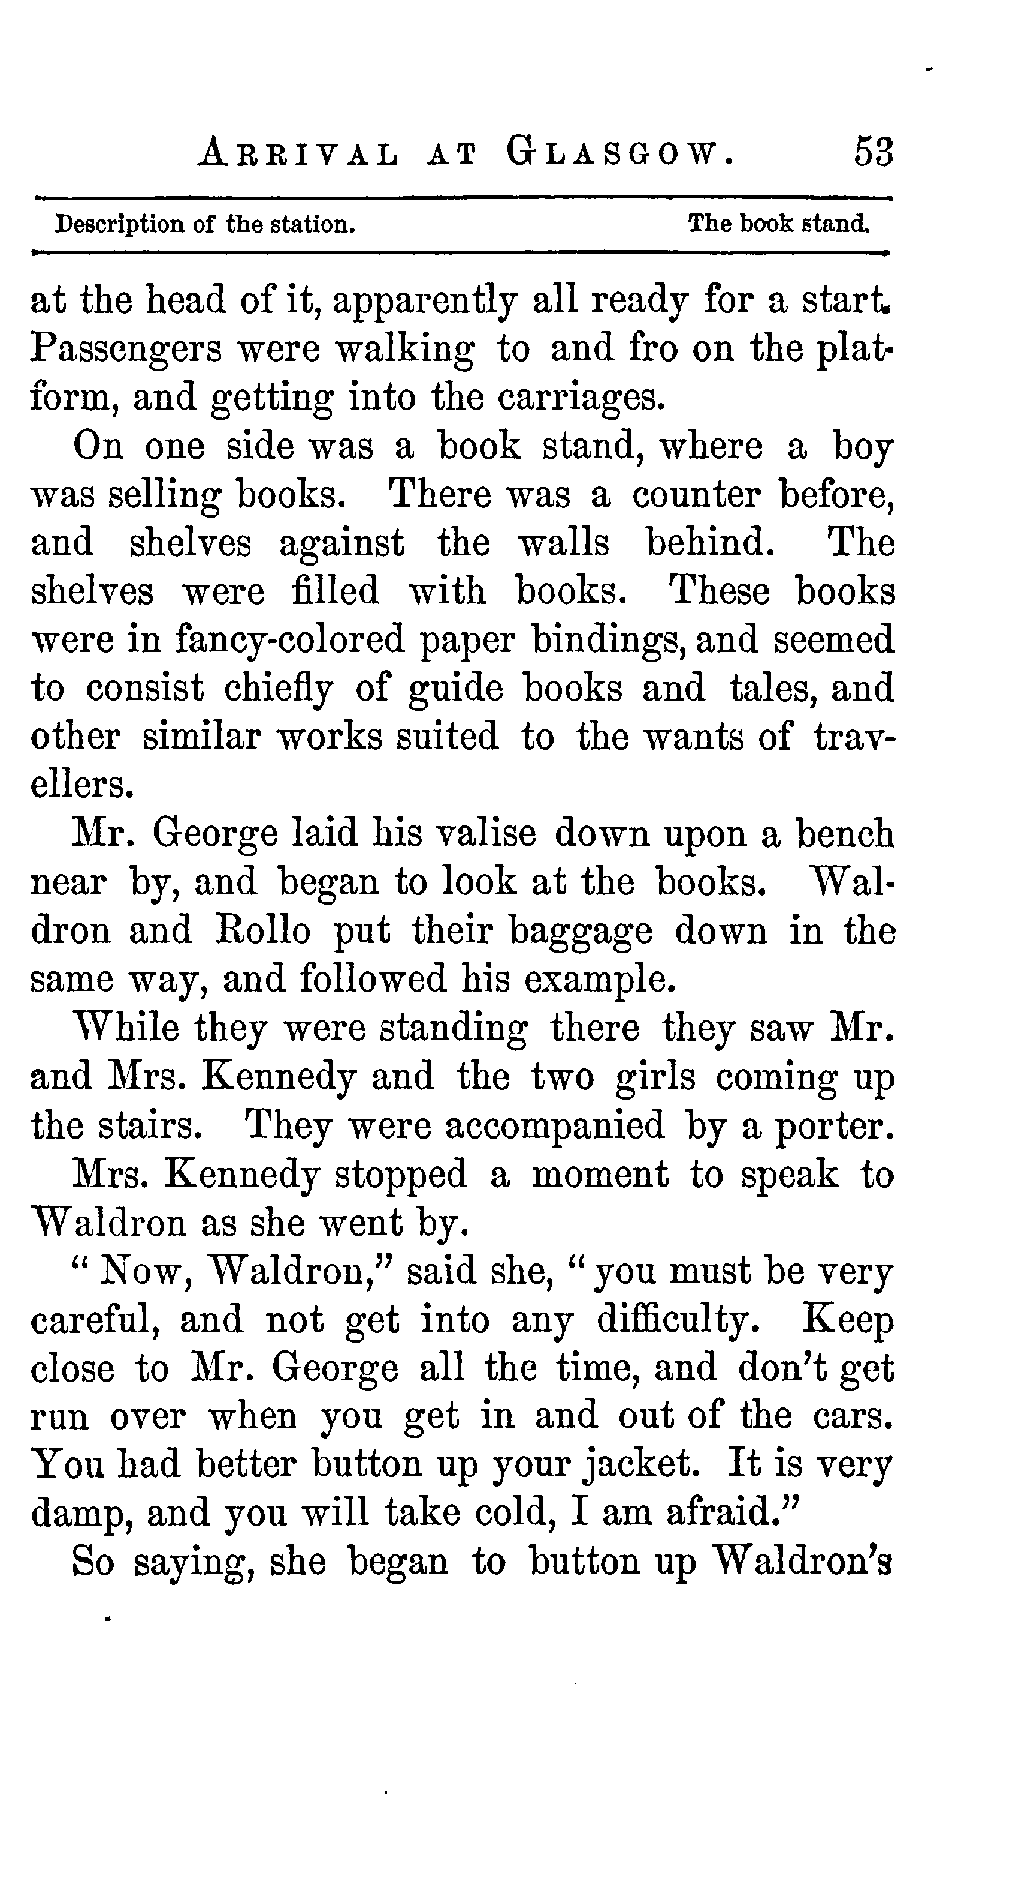 ARRIVAL AT GLASGOW. 53
Description of the station. The book stand.
at the head of it, apparently all ready for a start.
Passengers were walking to and fro on the plat-
form, and getting into the carriages.
On one side was a book stand, where a boy
was selling books. There was a counter before,
and shelves against the walls behind. The
shelves were filled with books. These books
were in fancy-colored paper bindings, and seemed
to consist chiefly of guide books and tales, and
other similar works suited to the wants of trav-
ellers.
Mr. George laid his valise down upon a bench
near by, and began to look at the books. Wal-
dron and Rollo put their baggage down in the
same way, and followed his example.
While they were standing there they saw Mr.
and Mrs. Kennedy and the two girls coming up
the stairs. They were accompanied by a porter.
Mrs. Kennedy stopped a moment to speak to
Waldron as she went by.
“ Now, Waldron,” said she, “ you must be very
careful, and not get into any difficulty. Keep
close to Mr. George all the time, and don’t get
run over when you get in and out of the cars.
You had better button up your jacket. It is very
damp, and you will take cold, I am afraid.”
So saying, she began to button up Waldron’s